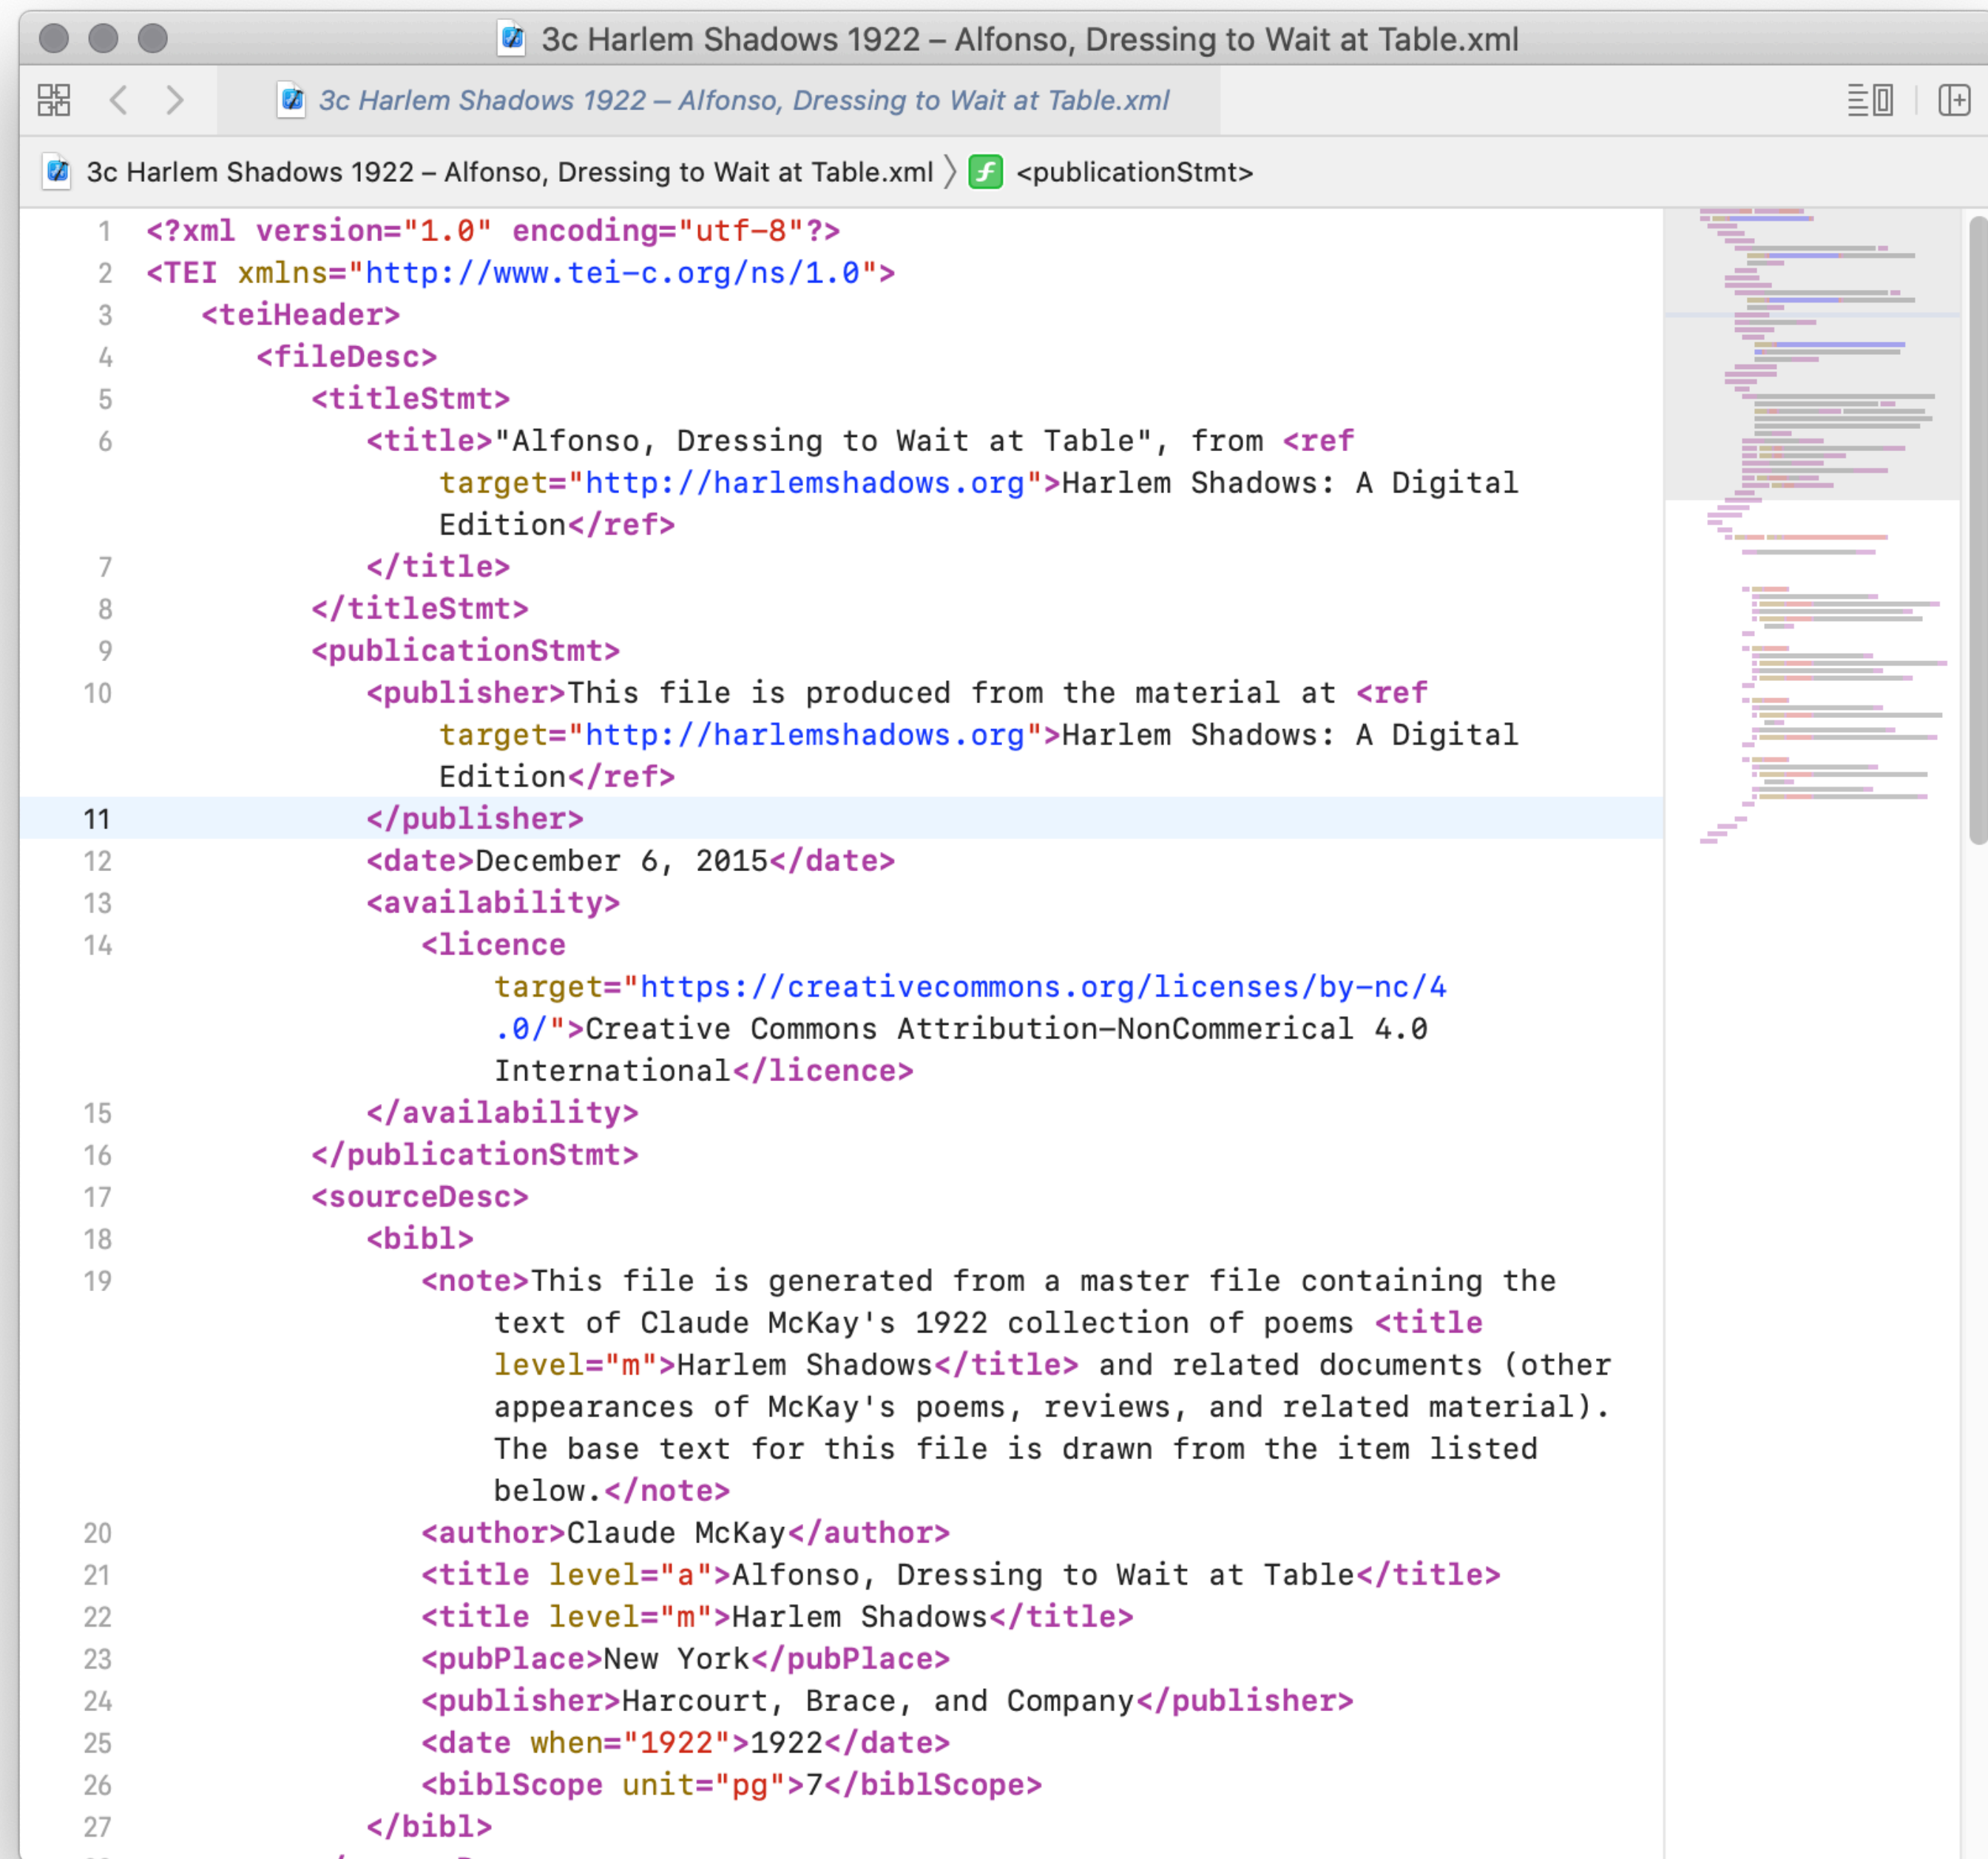 3c Harlem Shadows 1922 – Alfonso, Dressing to Wait at Table.xml
3c Harlem Shadows 1922 – Alfonso, Dressing to Wait at Table.xml
3c Harlem Shadows 1922 – Alfonso, Dressing to Wait at Table.xml 〉 f <publicationStmt>
1 <?xml version="1.0" encoding="utf-8"?>
2 <TEI xmlns="http://www.tei-c.org/ns/1.0">
3 <teiHeader>
4 <fileDesc>
5 <titleStmt>
6 <title>"Alfonso, Dressing to Wait at Table", from <ref
target="http://harlemshadows.org">Harlem Shadows: A Digital
Edition</ref>
7 </title>
8 </titleStmt>
9 <publicationStmt>
10 <publisher>This file is produced from the material at <ref
target="http://harlemshadows.org">Harlem Shadows: A Digital
Edition</ref>
11 </publisher>
12 <date>December 6, 2015</date>
13 <availability>
14 <licence
target="https://creativecommons.org/licenses/by-nc/4
.0/">Creative Commons Attribution-NonCommerical 4.0
International</licence>
15 </availability>
16 </publicationStmt>
17 <sourceDesc>
18 <bibl>
19 <note>This file is generated from a master file containing the
text of Claude McKay's 1922 collection of poems <title
level="m">Harlem Shadows</title> and related documents (other
appearances of McKay's poems, reviews, and related material).
The base text for this file is drawn from the item listed
below.</note>
20 <author>Claude McKay</author>
21 <title level="a">Alfonso, Dressing to Wait at Table</title>
22 <title level="m">Harlem Shadows</title>
23 <pubPlace>New York</pubPlace>
24 <publisher>Harcourt, Brace, and Company</publisher>
25 <date when="1922">1922</date>
26 <biblScope unit="pg">7</biblScope>
27 </bibl>